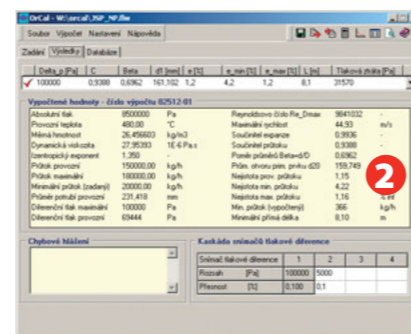 OrCal - W:\orcal\JSP_NP.flw
Soubor Výpočet Nastavení Nápověda
Zadání Výsledky Databáze
Delta_p [Pa] C Beta d1 [mm] e [%] e_min [%] e_max [%] L [m] Tlaková ztráta [Pa]
100000 0,9388 0,6962 161,102 1,2 4,2 1,2 8,1 31570
Vypočtené hodnoty - číslo výpočtu 02512-01
Absolutní tlak 8500000 Pa Reynoldsovo číslo Re_Dmax 9841032 -
Provozní teplota 480,00 °C Maximální rychlost 44,93 m/s
Měrná hmotnost 26,456603 kg/m3 Součinitel expanze 0,9936 -
Dynamická viskozita 27,95393 1E-6 Pa.s Součinitel průtoku 0,9388 -
Izentropický exponent 1,350 Poměr průměrů Beta=d/D 0,6962
Průtok provozní 150000,00 kg/h Prům. otvoru prim. prvku d20 159,749
Průtok maximální 180000,00 kg/h Nejistota prov. průtoku 1,15
Minimální průtok (zadaný) 20000,00 kg/h Nejistota min. průtoku 4,22
Průměr potrubí provozní 231,418 mm Nejistota max. průtoku 1,16
Diferenční tlak maximální 100000 Pa Min. průtok (vypočtený) 366 kg/h
Diferenční tlak provozní 69444 Pa Minimální přímá délka 8,10 m
2
Chybové hlášení
Kaskáda snímačů tlakové diference
Snímač tlakové diference 1 2 3 4
Rozsah [Pa] 100000 5000
Přesnost [%] 0,100 0,1